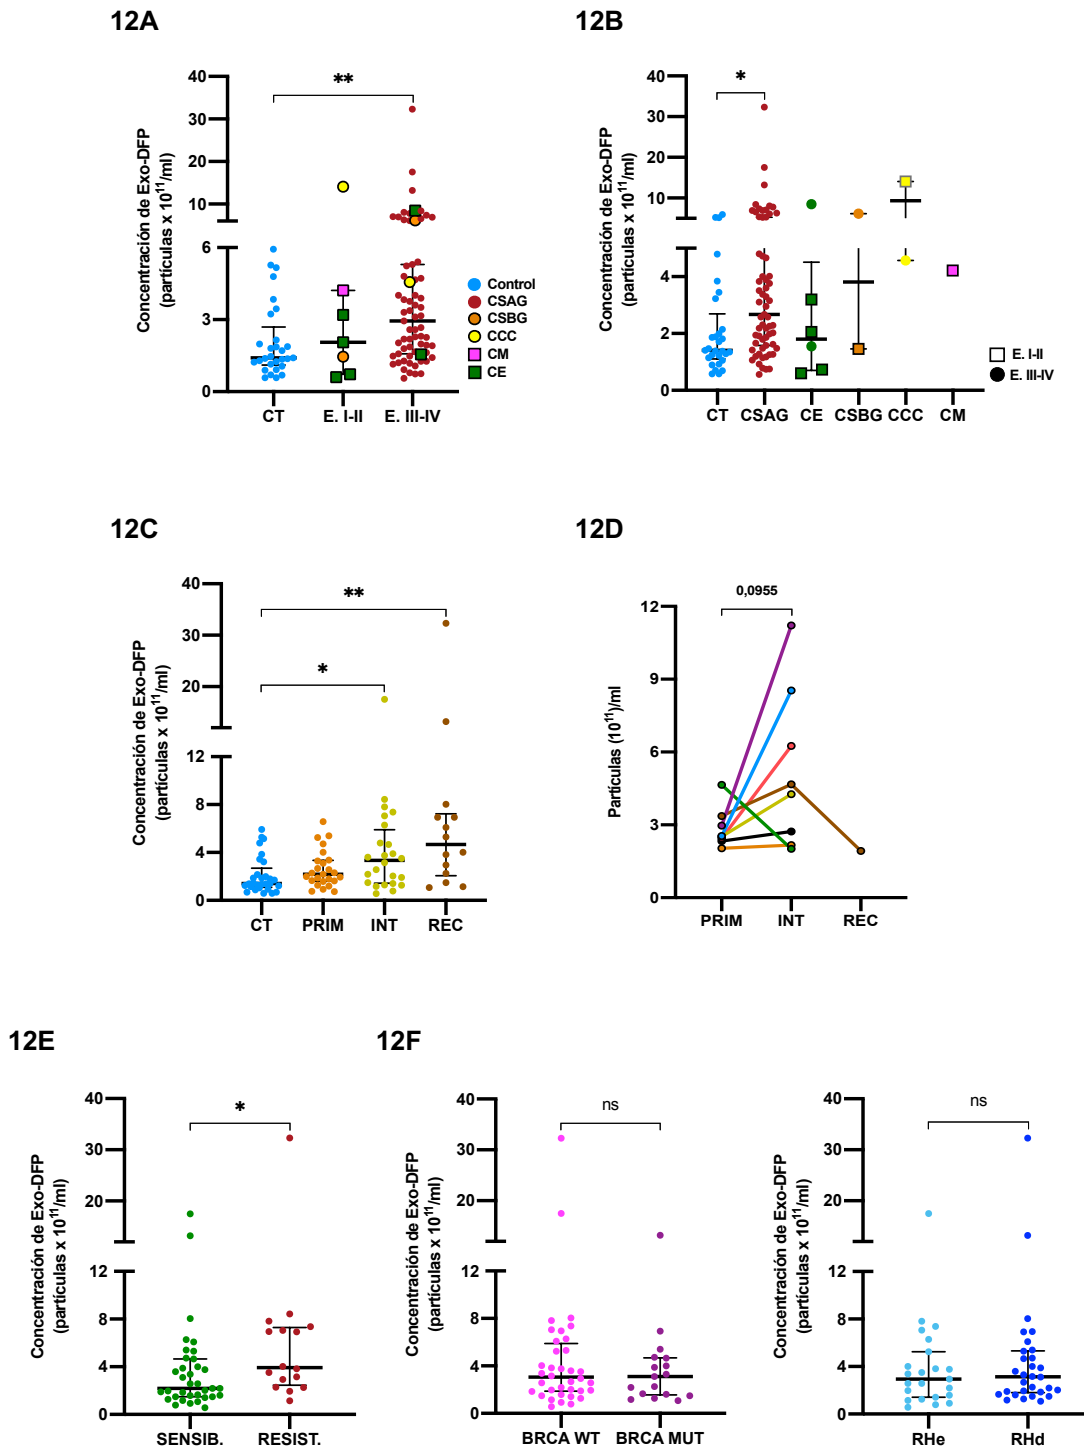 12A
12B
Concentración de Exo-DFP
(partículas x 10¹¹/ml)
40
30
20
10
6
3
0
**
CT
E. I-II
E. III-IV
Control
CSAG
CSBG
CCC
CM
CE
Concentración de Exo-DFP
(partículas x 10¹¹/ml)
40
30
20
10
4
2
0
*
CT
CSAG
CE
CSBG
CCC
CM
E. I-II
E. III-IV
12C
12D
Concentración de Exo-DFP
(partículas x 10¹¹/ml)
40
30
20
12
8
4
0
**
*
CT
PRIM
INT
REC
Partículas (10¹¹)/ml
12
9
6
3
0
0,0955
PRIM
INT
REC
12E
12F
Concentración de Exo-DFP
(partículas x 10¹¹/ml)
40
30
20
12
8
4
0
*
SENSIB.
RESIST.
Concentración de Exo-DFP
(partículas x 10¹¹/ml)
40
30
20
12
8
4
0
ns
BRCA WT
BRCA MUT
Concentración de Exo-DFP
(partículas x 10¹¹/ml)
40
30
20
12
8
4
0
ns
RHe
RHd